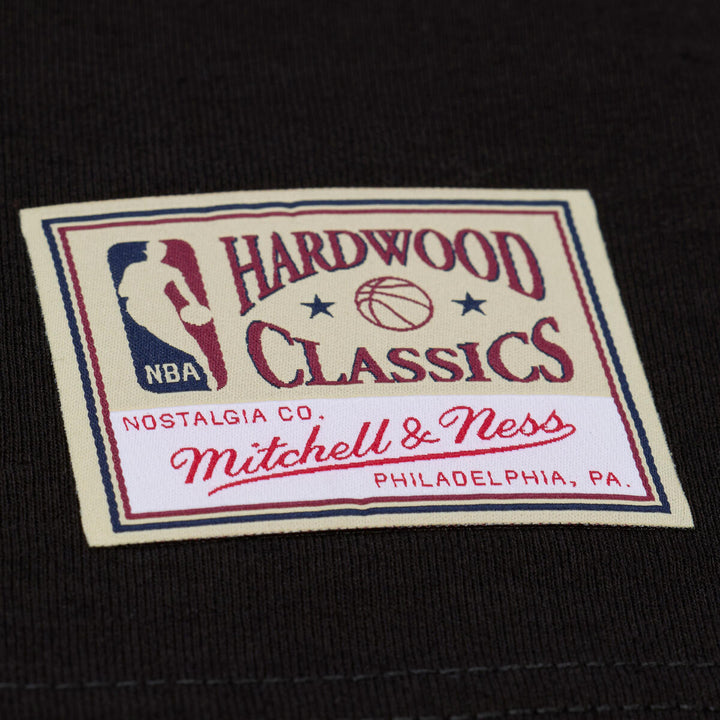 HARDWOOD
CLASSICS
NBA
NOSTALGIA CO.
Mitchell & Ness
PHILADELPHIA, PA.